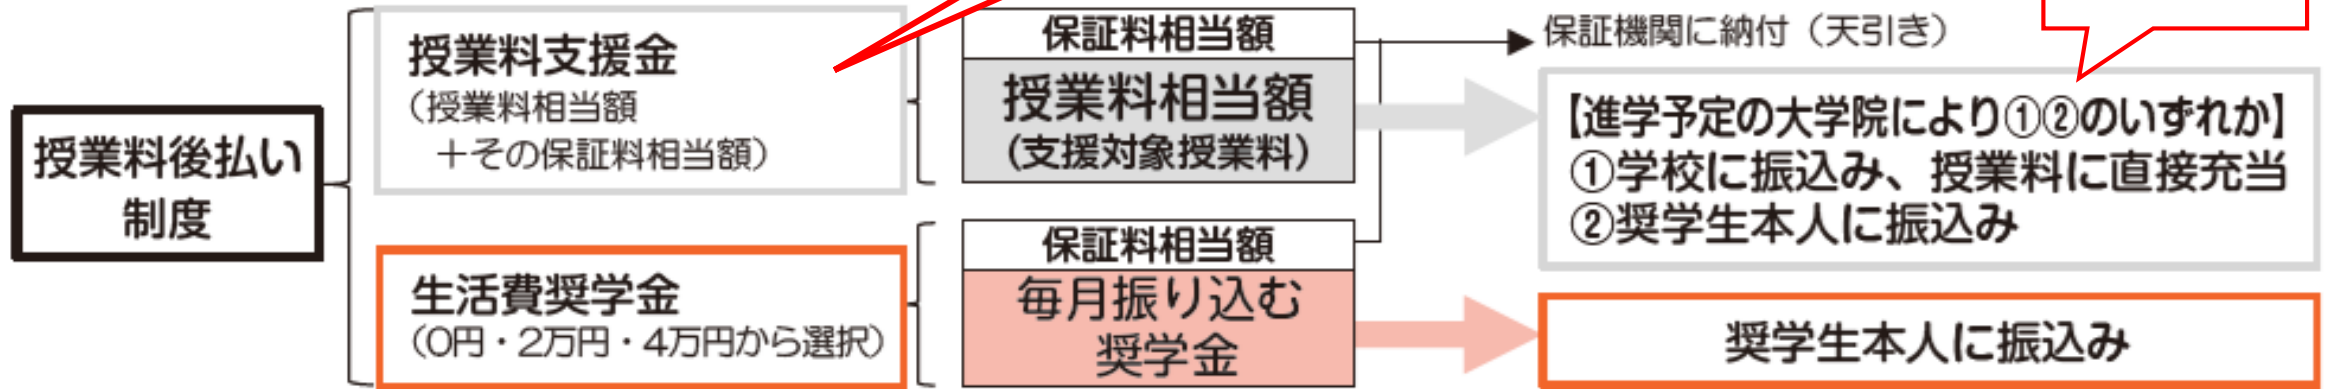 授業料後払い
制度
授業料支援金
（授業料相当額
＋その保証料相当額）
生活費奨学金
（0円・2万円・4万円から選択）
保証料相当額
授業料相当額
（支援対象授業料）
保証料相当額
毎月振り込む
奨学金
保証機関に納付（天引き）
【進学予定の大学院により①②のいずれか】
①学校に振込み、授業料に直接充当
②奨学生本人に振込み
奨学生本人に振込み